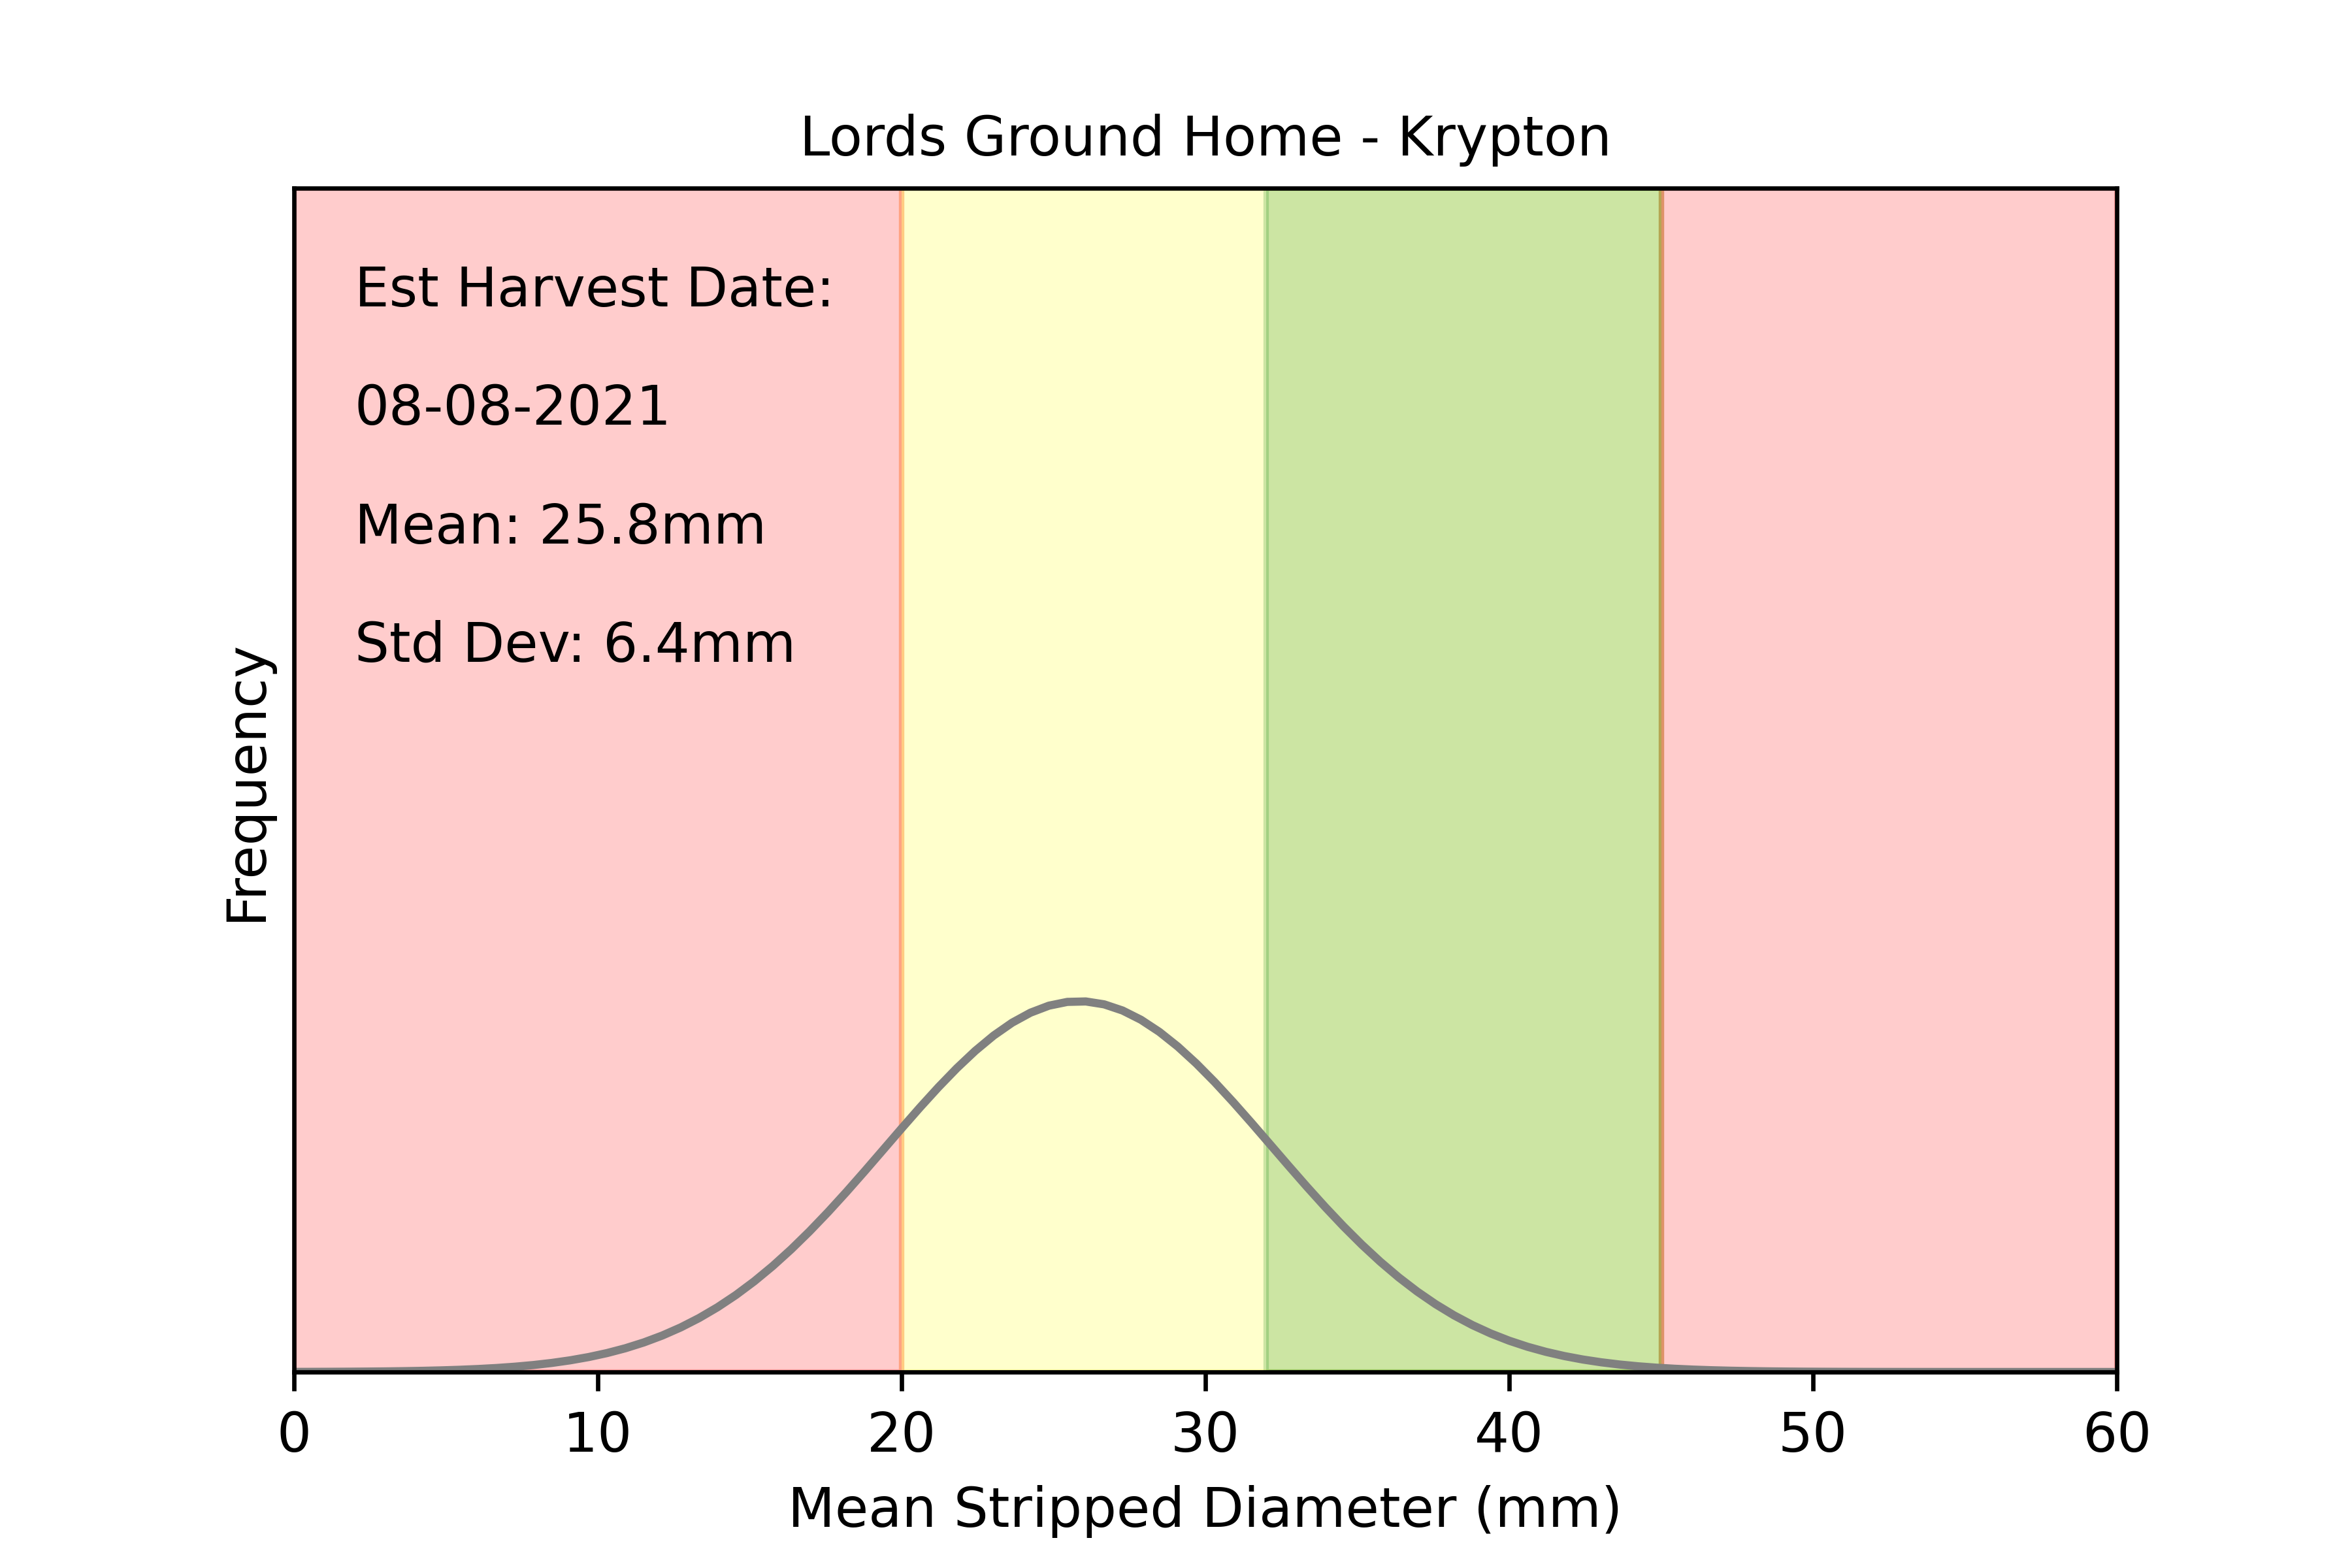 Lords Ground Home - Krypton
Est Harvest Date:
08-08-2021
Mean: 25.8mm
Std Dev: 6.4mm
Frequency
0 10 20 30 40 50 60
Mean Stripped Diameter (mm)